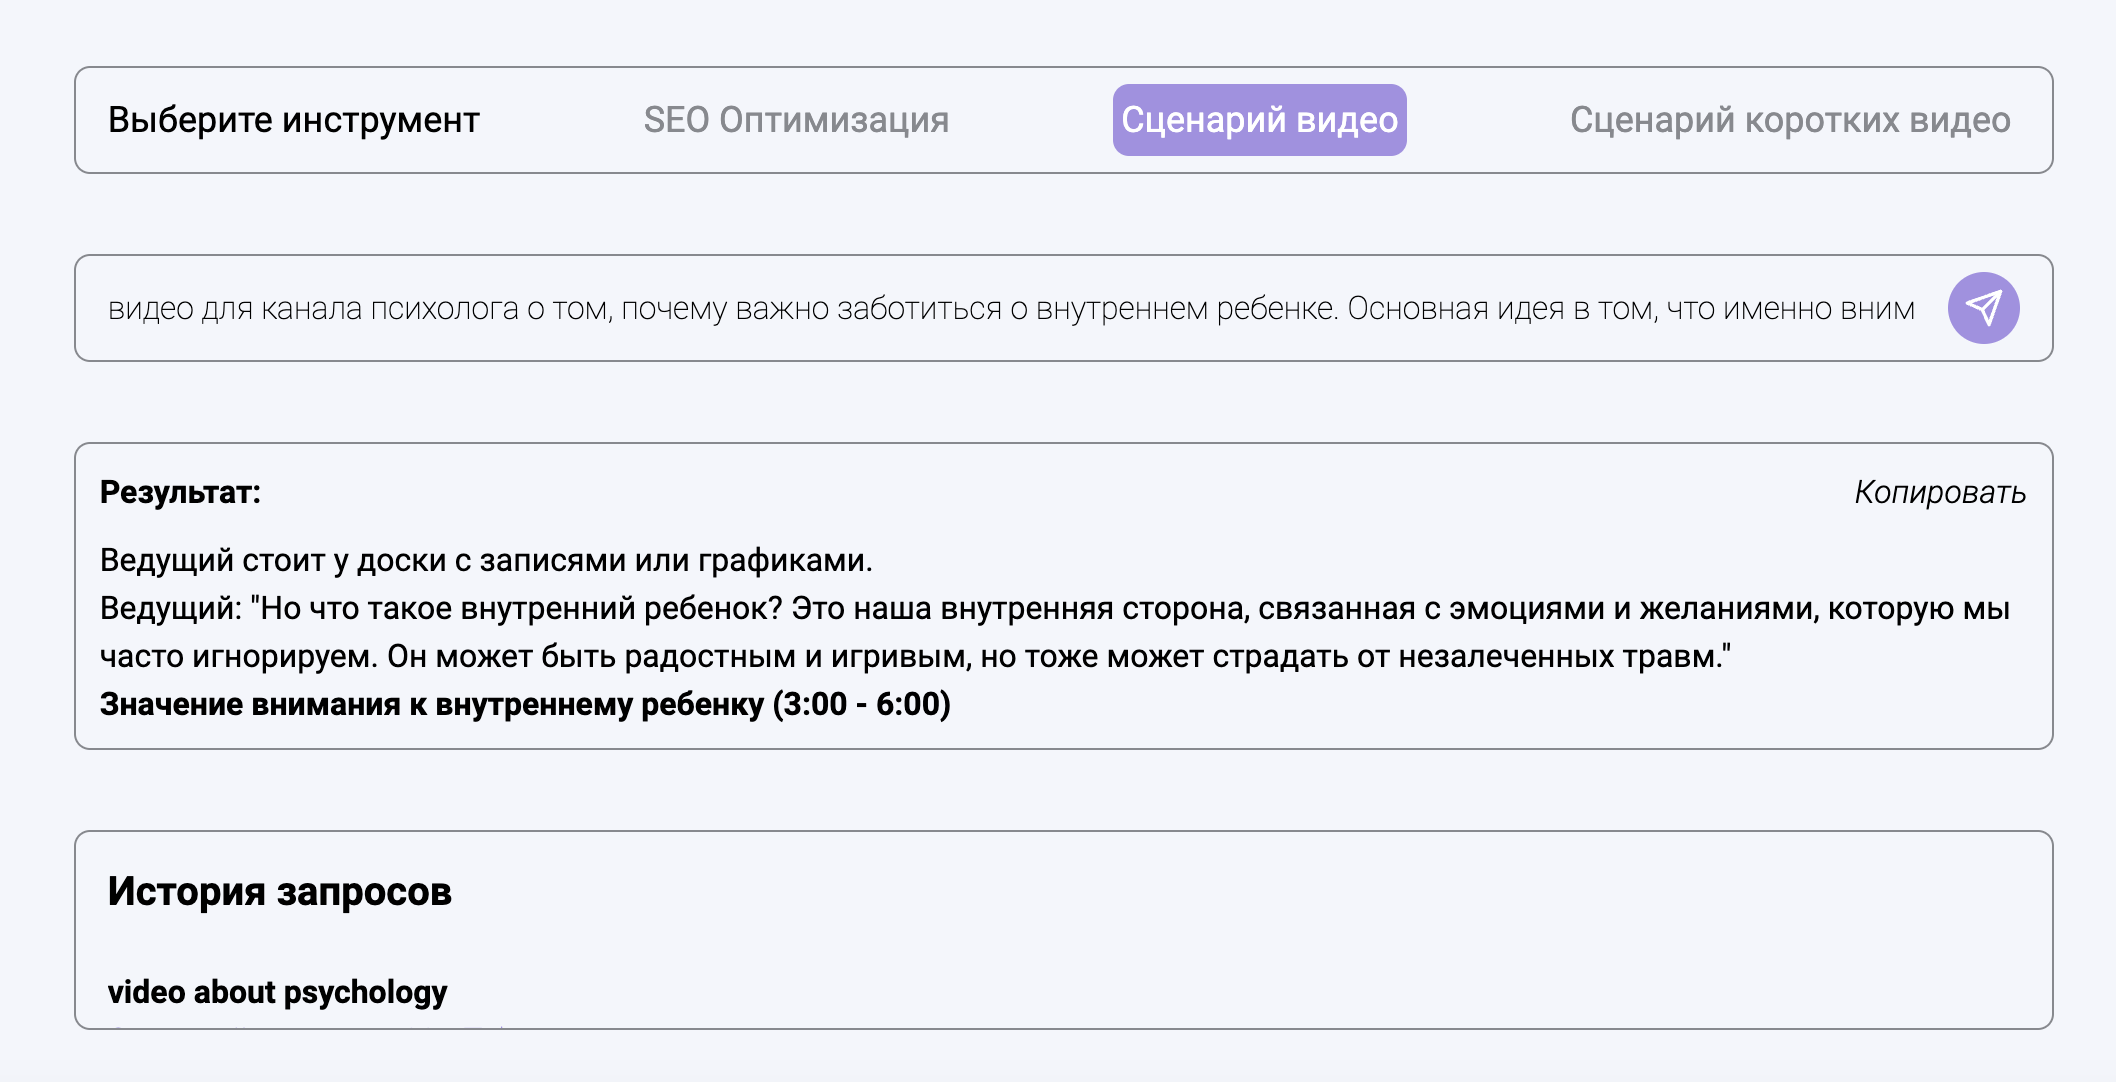 Выберите инструмент SEO Оптимизация Сценарий видео Сценарий коротких видео
видео для канала психолога о том, почему важно заботиться о внутреннем ребенке. Основная идея в том, что именно вним
Результат: Копировать
Ведущий стоит у доски с записями или графиками.
Ведущий: "Но что такое внутренний ребенок? Это наша внутренняя сторона, связанная с эмоциями и желаниями, которую мы
часто игнорируем. Он может быть радостным и игривым, но тоже может страдать от незалеченных травм."
Значение внимания к внутреннему ребенку (3:00 - 6:00)
История запросов
video about psychology